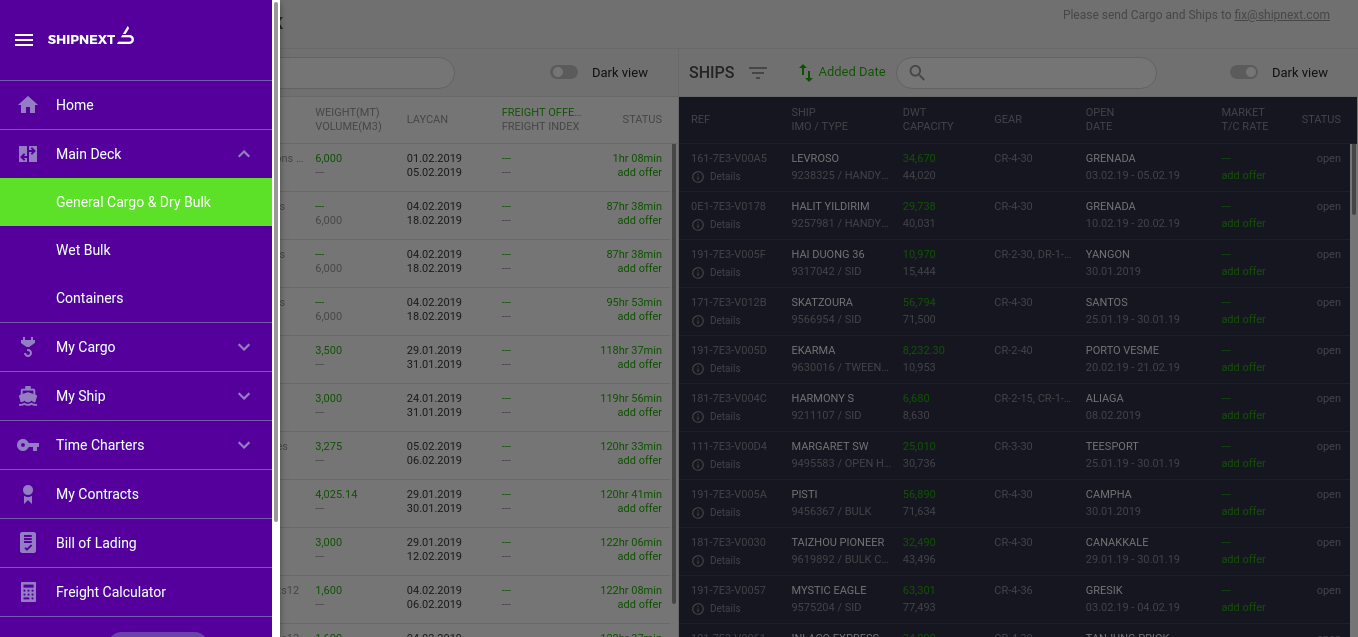 Please send Cargo and Ships to fix@shipnext.com
SHIPNEXT
Home
Main Deck
General Cargo & Dry Bulk
Wet Bulk
Containers
My Cargo
My Ship
Time Charters
My Contracts
Bill of Lading
Freight Calculator
Dark view
WEIGHT(MT) LAYCAN FREIGHT OFFE... STATUS
VOLUME(M3) FREIGHT INDEX
6,000 01.02.2019 --- 1hr 08min
--- 05.02.2019 --- add offer
--- 04.02.2019 --- 87hr 38min
6,000 18.02.2019 --- add offer
--- 04.02.2019 --- 87hr 38min
6,000 18.02.2019 --- add offer
--- 04.02.2019 --- 95hr 53min
6,000 18.02.2019 --- add offer
3,500 29.01.2019 --- 118hr 37min
--- 31.01.2019 --- add offer
3,000 24.01.2019 --- 119hr 56min
--- 31.01.2019 --- add offer
3,275 05.02.2019 --- 120hr 33min
--- 06.02.2019 --- add offer
4,025.14 29.01.2019 --- 120hr 41min
--- 30.01.2019 --- add offer
3,000 29.01.2019 --- 122hr 06min
--- 12.02.2019 --- add offer
1,600 04.02.2019 --- 122hr 08min
--- 06.02.2019 --- add offer
SHIPS Added Date Dark view
REF SHIP DWT GEAR OPEN MARKET STATUS
IMO / TYPE CAPACITY DATE T/C RATE
161-7E3-V00A5 LEVROSO 34,670 CR-4-30 GRENADA --- open
Details 9238325 / HANDY... 44,020 03.02.19 - 05.02.19 add offer
0E1-7E3-V0178 HALIT YILDIRIM 29,738 CR-4-30 GRENADA --- open
Details 9257981 / HANDY... 40,031 10.02.19 - 20.02.19 add offer
191-7E3-V005F HAI DUONG 36 10,970 CR-2-30, DR-1-... YANGON --- open
Details 9317042 / SID 15,444 30.01.2019 add offer
171-7E3-V012B SKATZOURA 56,794 CR-4-30 SANTOS --- open
Details 9566954 / SID 71,500 25.01.19 - 30.01.19 add offer
191-7E3-V005D EKARMA 8,232.30 CR-2-40 PORTO VESME --- open
Details 9630016 / TWEEN... 10,953 20.02.19 - 21.02.19 add offer
181-7E3-V004C HARMONY S 6,680 CR-2-15, CR-1-... ALIAGA --- open
Details 9211107 / SID 8,630 08.02.2019 add offer
111-7E3-V00D4 MARGARET SW 25,010 CR-3-30 TEESPORT --- open
Details 9495583 / OPEN H... 30,736 25.01.19 - 30.01.19 add offer
191-7E3-V005A PISTI 56,890 CR-4-30 CAMPHA --- open
Details 9456367 / BULK 71,634 30.01.2019 add offer
181-7E3-V0030 TAIZHOU PIONEER 32,490 CR-4-30 CANAKKALE --- open
Details 9619892 / BULK C... 43,496 29.01.19 - 30.01.19 add offer
191-7E3-V0057 MYSTIC EAGLE 63,301 CR-4-36 GRESIK --- open
Details 9575204 / SID 77,493 03.02.19 - 04.02.19 add offer